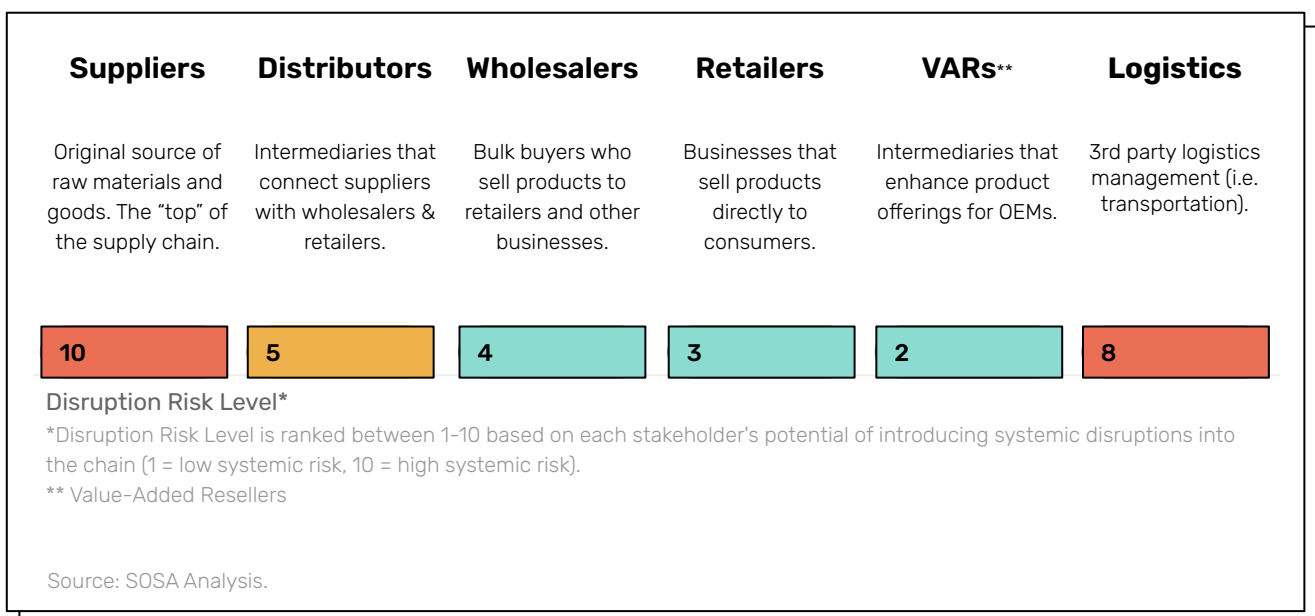 Suppliers
Distributors
Wholesalers
Retailers
VARs**
Logistics
Original source of
raw materials and
goods. The “top” of
the supply chain.
Intermediaries that
connect suppliers
with wholesalers &
retailers.
Bulk buyers who
sell products to
retailers and other
businesses.
Businesses that
sell products
directly to
consumers.
Intermediaries that
enhance product
offerings for OEMs.
3rd party logistics
management (i.e.
transportation).
10
5
4
3
2
8
Disruption Risk Level*
*Disruption Risk Level is ranked between 1-10 based on each stakeholder's potential of introducing systemic disruptions into
the chain (1 = low systemic risk, 10 = high systemic risk).
** Value-Added Resellers
Source: SOSA Analysis.